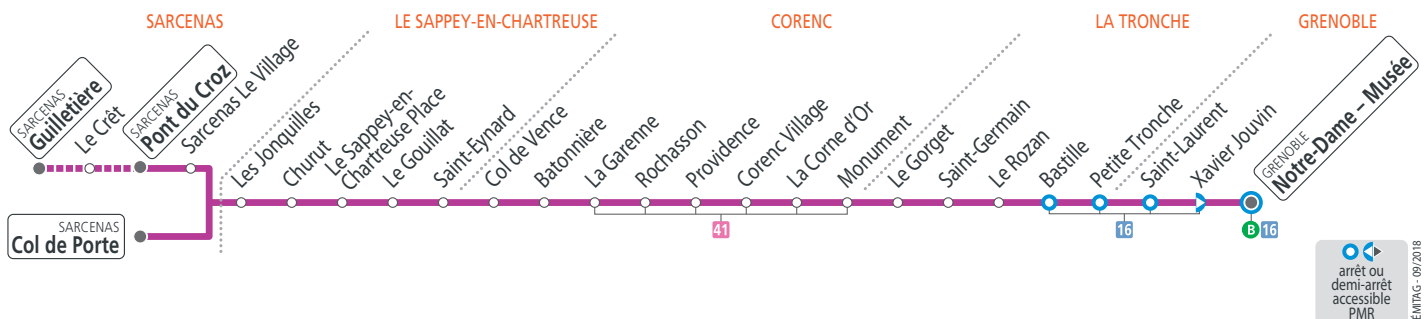 SARCENAS
LE SAPPEY-EN-CHARTREUSE
CORENC
LA TRONCHE
GRENOBLE
SARCENAS
Guilletière
Le Crêt
SARCENAS
Pont du Croz
Sarcenas Le Village
SARCENAS
Col de Porte
Les Jonquilles
Churut
Le Sappey-en-
Chartreuse Place
Le Gouillat
Saint-Eynard
Col de Vence
Batonnière
La Garenne
Rochasson
Providence
Corenc Village
La Corne d'Or
Monument
Le Gorget
Saint-Germain
Le Rozan
Bastille
Petite Tronche
Saint-Laurent
Xavier Jouvin
GRENOBLE
Notre-Dame – Musée
41
16
B 16
arrêt ou
demi-arrêt
accessible
PMR
ÉMITAG - 09/2018